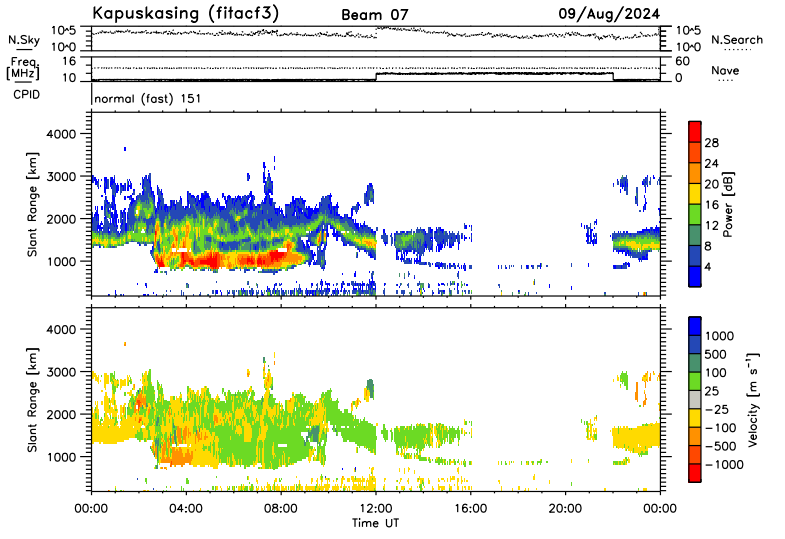 Kapuskasing (fitacf3) Beam 07 09/Aug/2024
N.Sky 10^5 10^0 10^5 10^0 N.Search
Freq. [MHz] 16 10 60 0 Nave
CPID normal (fast) 151
Slant Range [km] 4000 3000 2000 1000
28 24 20 16 12 8 4 Power [dB]
Slant Range [km] 4000 3000 2000 1000
1000 500 100 25 −25 −100 −500 −1000 Velocity [m s⁻¹]
00:00 04:00 08:00 12:00 16:00 20:00 00:00
Time UT